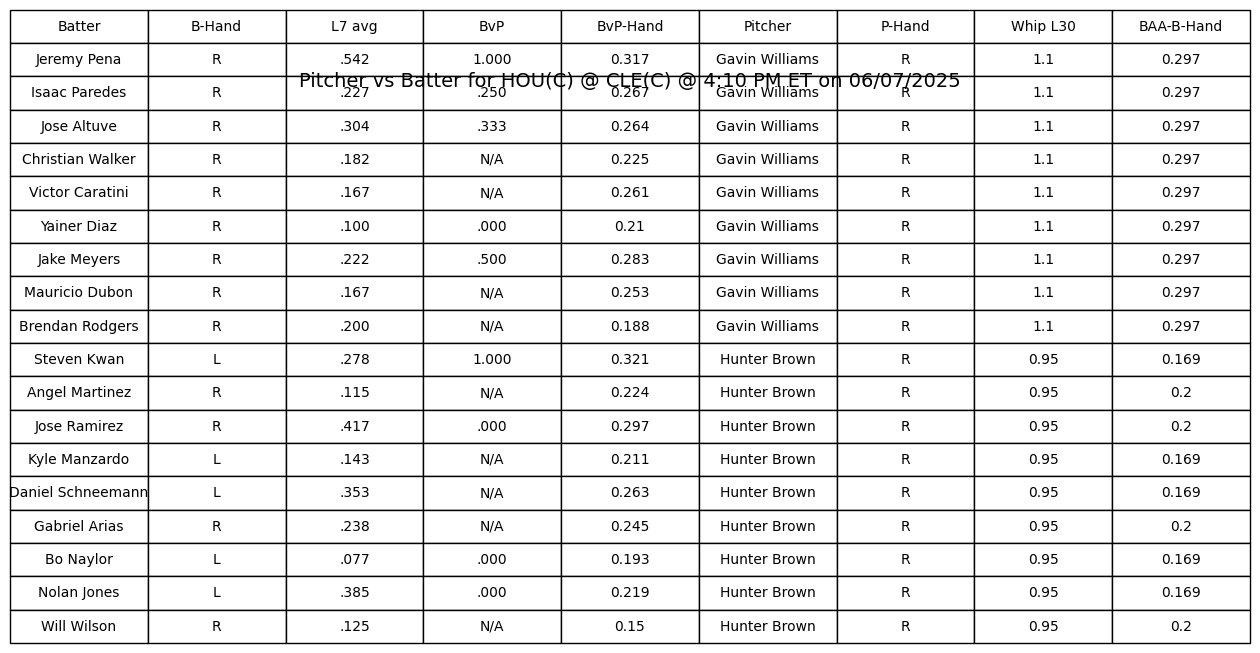 Batter B-Hand L7 avg BvP BvP-Hand Pitcher P-Hand Whip L30 BAA-B-Hand
Jeremy Pena R .542 1.000 0.317 Gavin Williams R 1.1 0.297
Pitcher vs Batter for HOU(C) @ CLE(C) @ 4:10 PM ET on 06/07/2025
Isaac Paredes R .227 .250 0.267 Gavin Williams R 1.1 0.297
Jose Altuve R .304 .333 0.264 Gavin Williams R 1.1 0.297
Christian Walker R .182 N/A 0.225 Gavin Williams R 1.1 0.297
Victor Caratini R .167 N/A 0.261 Gavin Williams R 1.1 0.297
Yainer Diaz R .100 .000 0.21 Gavin Williams R 1.1 0.297
Jake Meyers R .222 .500 0.283 Gavin Williams R 1.1 0.297
Mauricio Dubon R .167 N/A 0.253 Gavin Williams R 1.1 0.297
Brendan Rodgers R .200 N/A 0.188 Gavin Williams R 1.1 0.297
Steven Kwan L .278 1.000 0.321 Hunter Brown R 0.95 0.169
Angel Martinez R .115 N/A 0.224 Hunter Brown R 0.95 0.2
Jose Ramirez R .417 .000 0.297 Hunter Brown R 0.95 0.2
Kyle Manzardo L .143 N/A 0.211 Hunter Brown R 0.95 0.169
Daniel Schneemann L .353 N/A 0.263 Hunter Brown R 0.95 0.169
Gabriel Arias R .238 N/A 0.245 Hunter Brown R 0.95 0.2
Bo Naylor L .077 .000 0.193 Hunter Brown R 0.95 0.169
Nolan Jones L .385 .000 0.219 Hunter Brown R 0.95 0.169
Will Wilson R .125 N/A 0.15 Hunter Brown R 0.95 0.2